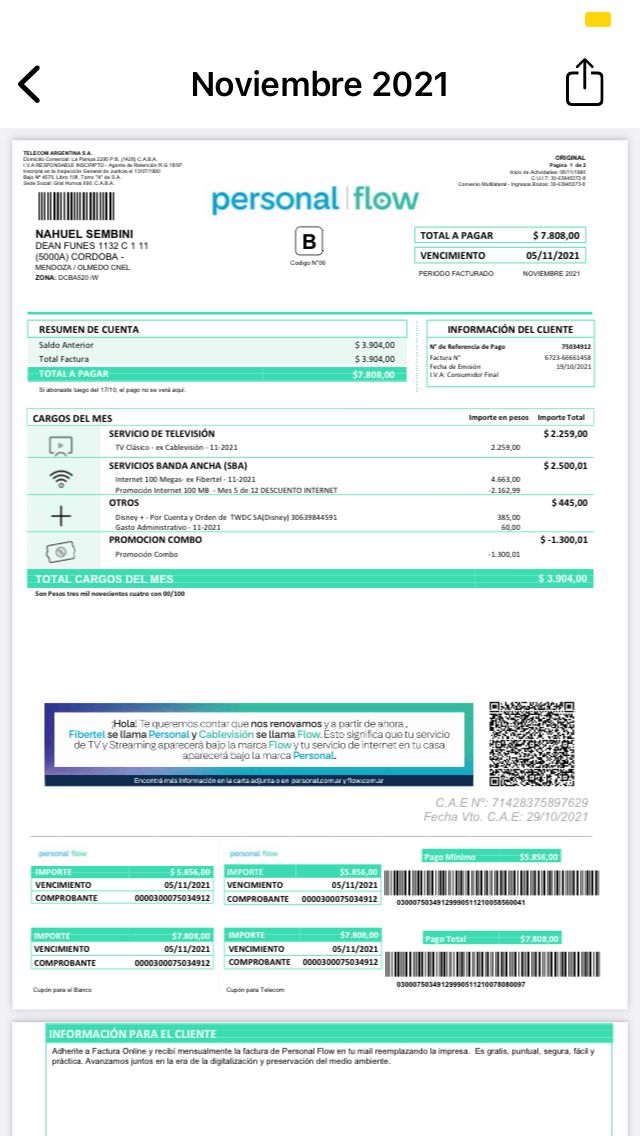 Noviembre 2021
TELECOM ARGENTINA S.A.
Domicilio Comercial: La Pampa 2295 P.B, (1428) C.A.B.A.
I.V.A RESPONSABLE INSCRIPTO - Agente de Retención R.G 18/97
Inscripta en la Inspección General de Justicia el 13/07/1990
Bajo N° 4570, Libro 108, Tomo "A" de S.A.
Sede Social: Gral Hornos 690, C.A.B.A.
ORIGINAL
Pagina 1 de 2
Inicio de Actividades: 09/11/1990
C.U.I.T: 30-63945373-8
Convenio Multilateral - Ingresos Brutos: 30-63945373-8
personal flow
NAHUEL SEMBINI
DEAN FUNES 1132 C 1 11
(5000A) CORDOBA -
MENDOZA / OLMEDO CNEL
ZONA: DCBA520 /W
B
Codigo N°06
TOTAL A PAGAR $ 7.808,00
VENCIMIENTO 05/11/2021
PERIODO FACTURADO NOVIEMBRE 2021
RESUMEN DE CUENTA
Saldo Anterior $ 3.904,00
Total Factura $ 3.904,00
TOTAL A PAGAR $7.808,00
Si abonaste luego del 17/10, el pago no se verá aquí.
INFORMACIÓN DEL CLIENTE
N° de Referencia de Pago 75034912
Factura N° 6723-66661458
Fecha de Emisión 19/10/2021
I.V.A: Consumidor Final
CARGOS DEL MES Importe en pesos Importe Total
SERVICIO DE TELEVISIÓN $ 2.259,00
TV Clásico - ex Cablevisión - 11-2021 2.259,00
SERVICIOS BANDA ANCHA (SBA) $ 2.500,01
Internet 100 Megas- ex Fibertel - 11-2021 4.663,00
Promoción Internet 100 MB - Mes 5 de 12 DESCUENTO INTERNET -2.162,99
OTROS $ 445,00
Disney + - Por Cuenta y Orden de TWDC SA(Disney) 30639844591 385,00
Gasto Administrativo - 11-2021 60,00
PROMOCION COMBO $ -1.300,01
Promoción Combo -1.300,01
TOTAL CARGOS DEL MES $ 3.904,00
Son Pesos tres mil novecientos cuatro con 00/100
¡Hola! Te queremos contar que nos renovamos y a partir de ahora,
Fibertel se llama Personal y Cablevisión se llama Flow. Esto significa que tu servicio
de TV y Streaming aparecerá bajo la marca Flow y tu servicio de internet en tu casa
aparecerá bajo la marca Personal.
Encontrá más información en la carta adjunta o en personal.com.ar y flow.com.ar
C.A.E Nº: 71428375897629
Fecha Vto. C.A.E: 29/10/2021
personal flow
IMPORTE $ 5.856,00
VENCIMIENTO 05/11/2021
COMPROBANTE 0000300075034912
personal flow
IMPORTE $5.856,00
VENCIMIENTO 05/11/2021
COMPROBANTE 0000300075034912
Pago Mínimo $5.856,00
03000750349129990511210058560041
IMPORTE $7.808,00
VENCIMIENTO 05/11/2021
COMPROBANTE 0000300075034912
Cupón para el Banco
IMPORTE $7.808,00
VENCIMIENTO 05/11/2021
COMPROBANTE 0000300075034912
Cupón para Telecom
Pago Total $7.808,00
03000750349129990511210078080097
INFORMACIÓN PARA EL CLIENTE
Adherite a Factura Online y recibí mensualmente la factura de Personal Flow en tu mail reemplazando la impresa. Es gratis, puntual, segura, fácil y
práctica. Avanzamos juntos en la era de la digitalización y preservación del medio ambiente.